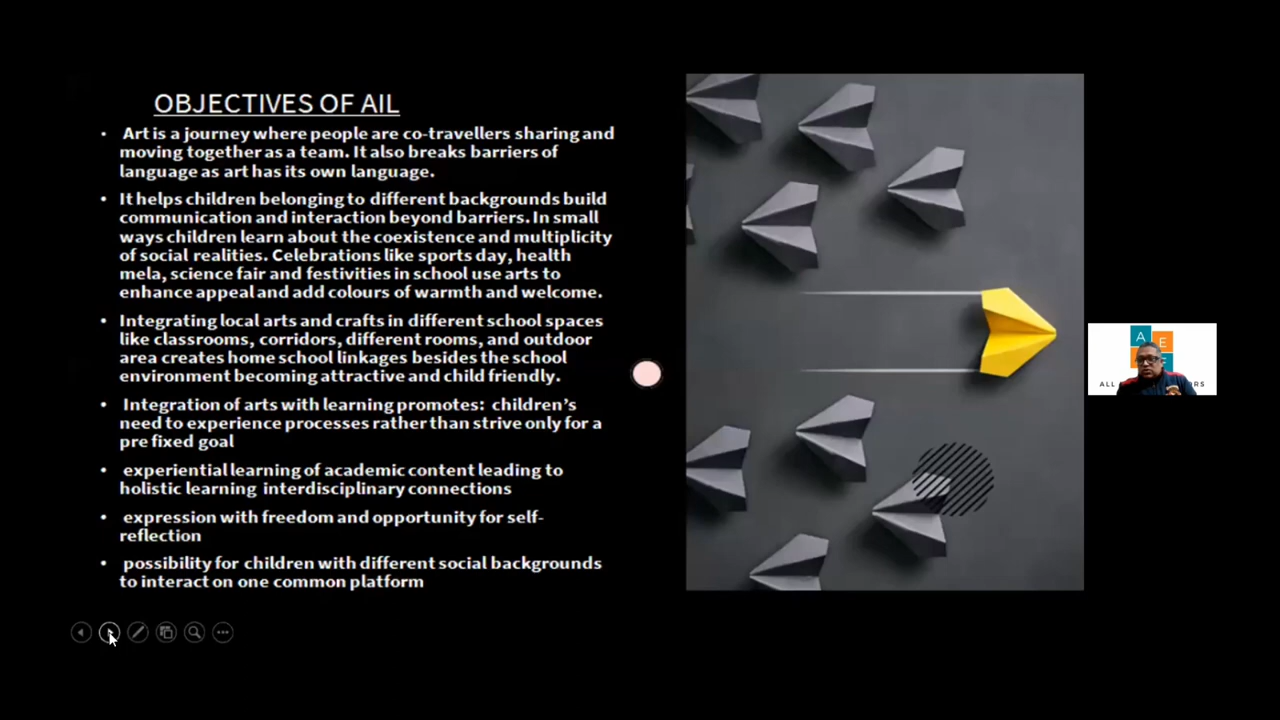 OBJECTIVES OF AIL
• Art is a journey where people are co-travellers sharing and
moving together as a team. It also breaks barriers of
language as art has its own language.
• It helps children belonging to different backgrounds build
communication and interaction beyond barriers. In small
ways children learn about the coexistence and multiplicity
of social realities. Celebrations like sports day, health
mela, science fair and festivities in school use arts to
enhance appeal and add colours of warmth and welcome.
• Integrating local arts and crafts in different school spaces
like classrooms, corridors, different rooms, and outdoor
area creates home school linkages besides the school
environment becoming attractive and child friendly.
• Integration of arts with learning promotes: children's
need to experience processes rather than strive only for a
pre fixed goal
• experiential learning of academic content leading to
holistic learning interdisciplinary connections
• expression with freedom and opportunity for self-
reflection
• possibility for children with different social backgrounds
to interact on one common platform
A
E
ALL